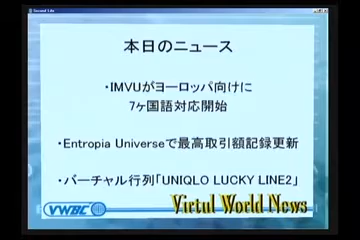 Second Life
本日のニュース
・IMVUがヨーロッパ向けに
7ヶ国語対応開始
・Entropia Universeで最高取引額記録更新
・バーチャル行列「UNIQLO LUCKY LINE2」
VWBC
Virtul World News